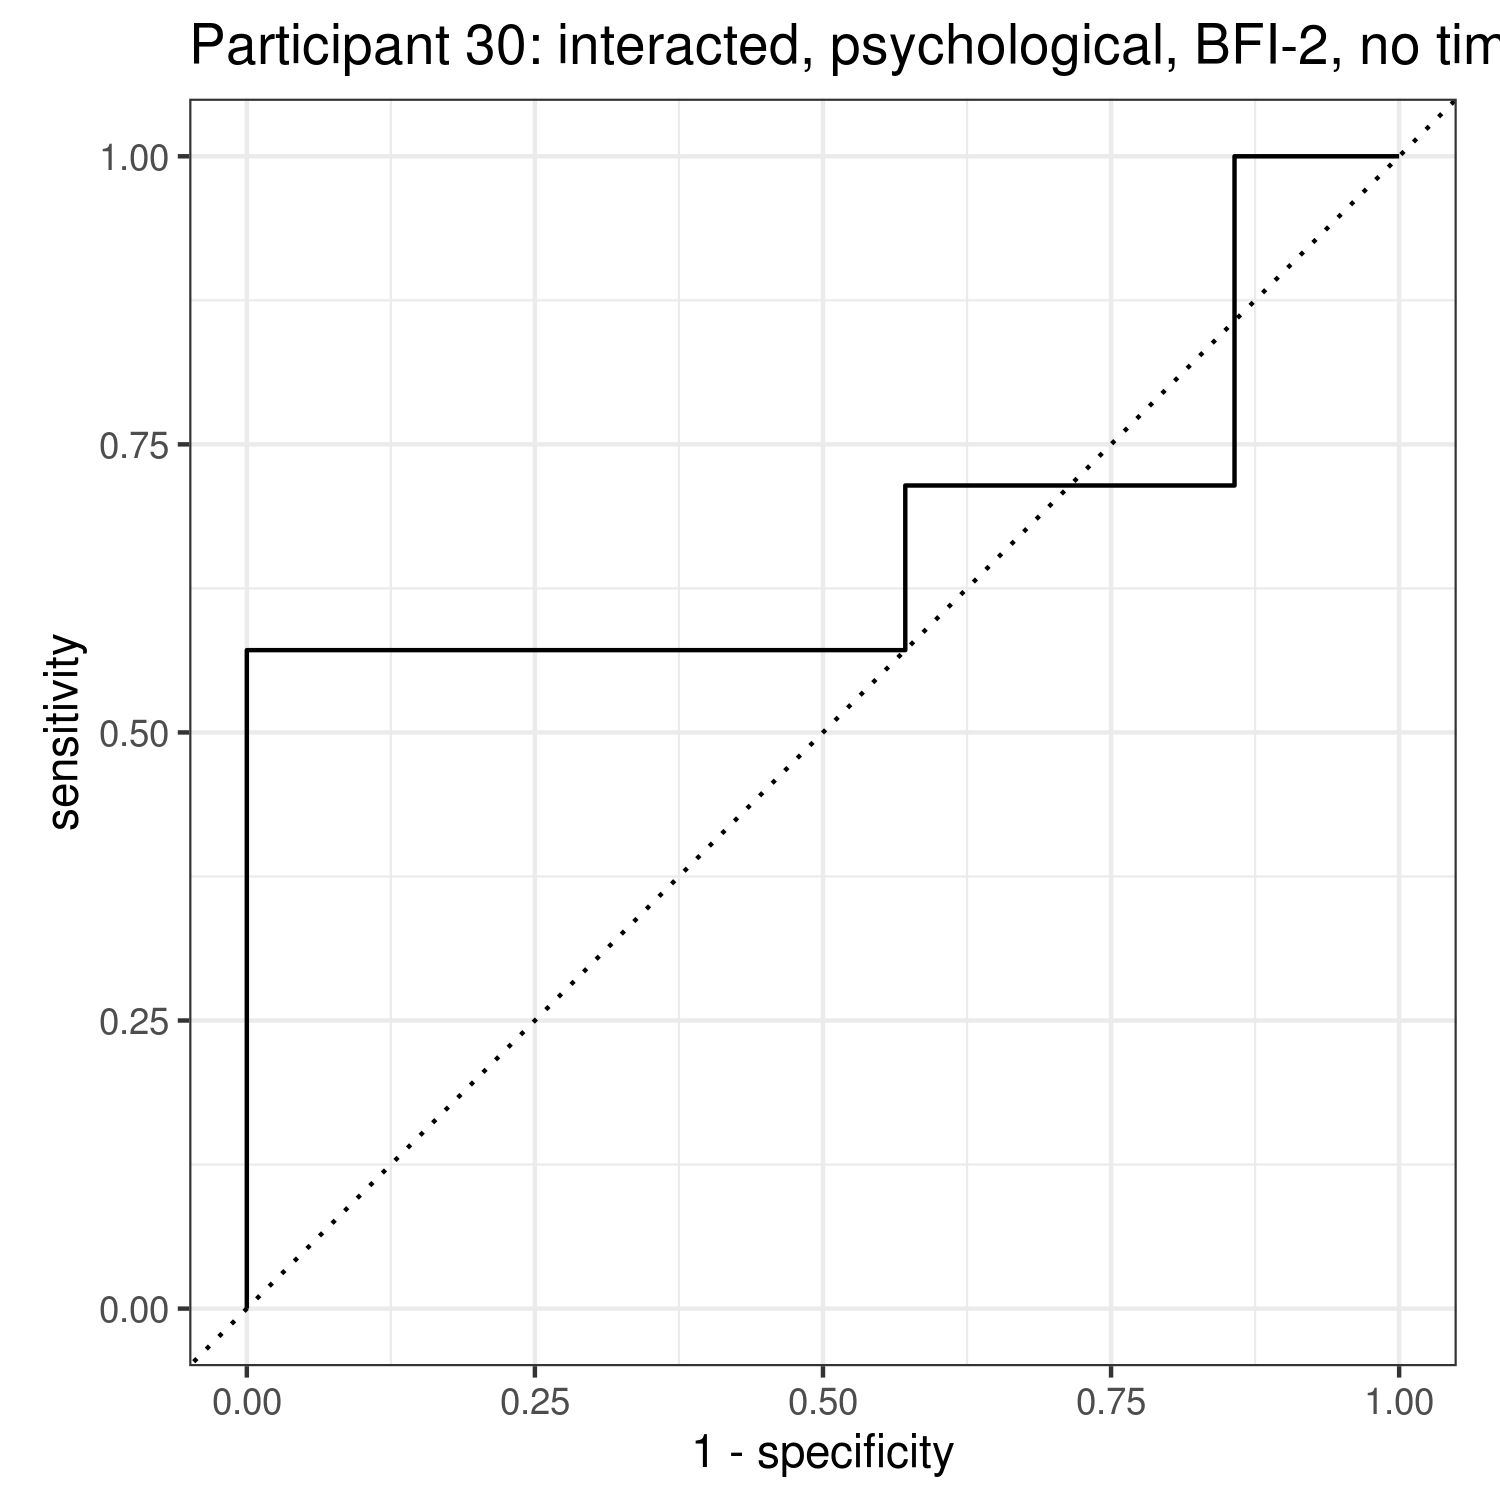 Participant 30: interacted, psychological, BFI-2, no
1.00
0.75
0.50
0.25
0.00
sensitivity
0.00 0.25 0.50 0.75 1.00
1 - specificity